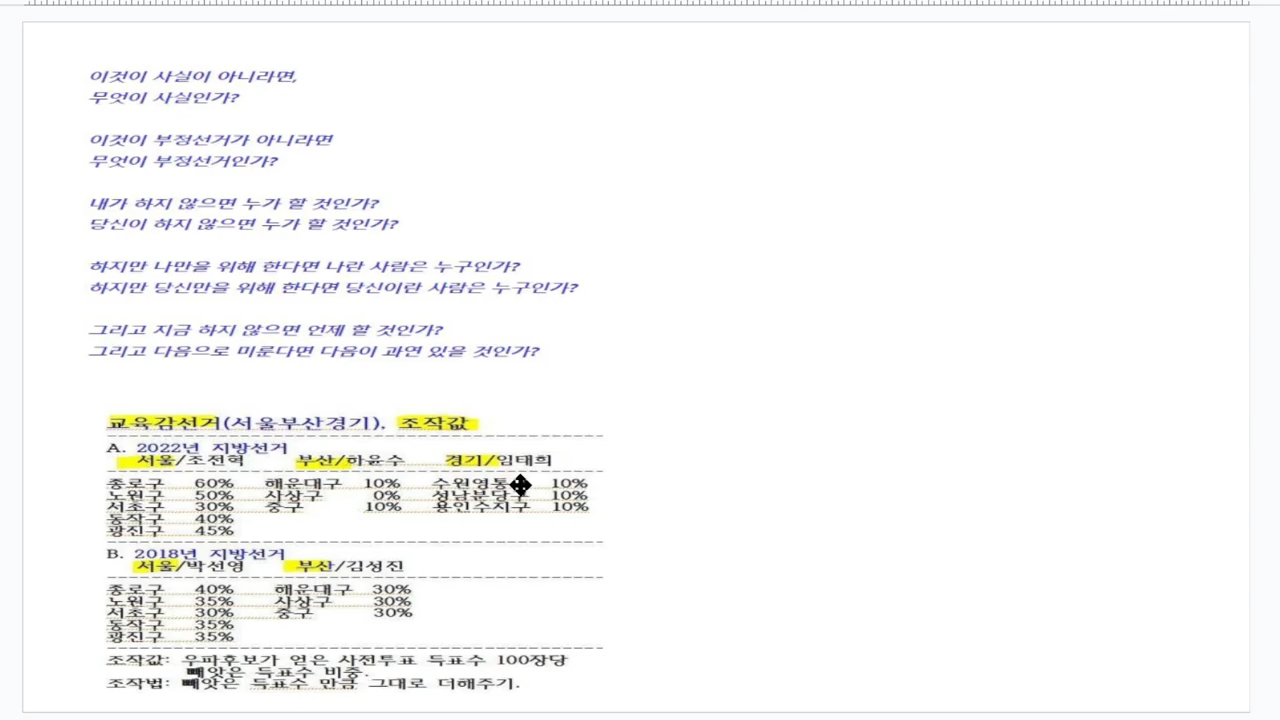 이것이 사실이 아니라면,
무엇이 사실인가?
이것이 부정선거가 아니라면
무엇이 부정선거인가?
내가 하지 않으면 누가 할 것인가?
당신이 하지 않으면 누가 할 것인가?
하지만 나만을 위해 한다면 나란 사람은 누구인가?
하지만 당신만을 위해 한다면 당신이란 사람은 누구인가?
그리고 지금 하지 않으면 언제 할 것인가?
그리고 다음으로 미룬다면 다음이 과연 있을 것인가?
교육감선거(서울부산경기). 조작값
A. 2022년 지방선거
서울/조전혁 부산/하윤수 경기/임태희
종로구 60% 해운대구 10% 수원영통 10%
노원구 50% 사상구 0% 성남분당구 10%
서초구 30% 중구 10% 용인수지구 10%
동작구 40%
광진구 45%
B. 2018년 지방선거
서울/박선영 부산/김성진
종로구 40% 해운대구 30%
노원구 35% 사상구 30%
서초구 30% 중구 30%
동작구 35%
광진구 35%
조작값: 우파후보가 얻은 사전투표 득표수 100장당
빼앗은 득표수 비중.
조작법: 빼앗은 득표수 만큼 그대로 더해주기.